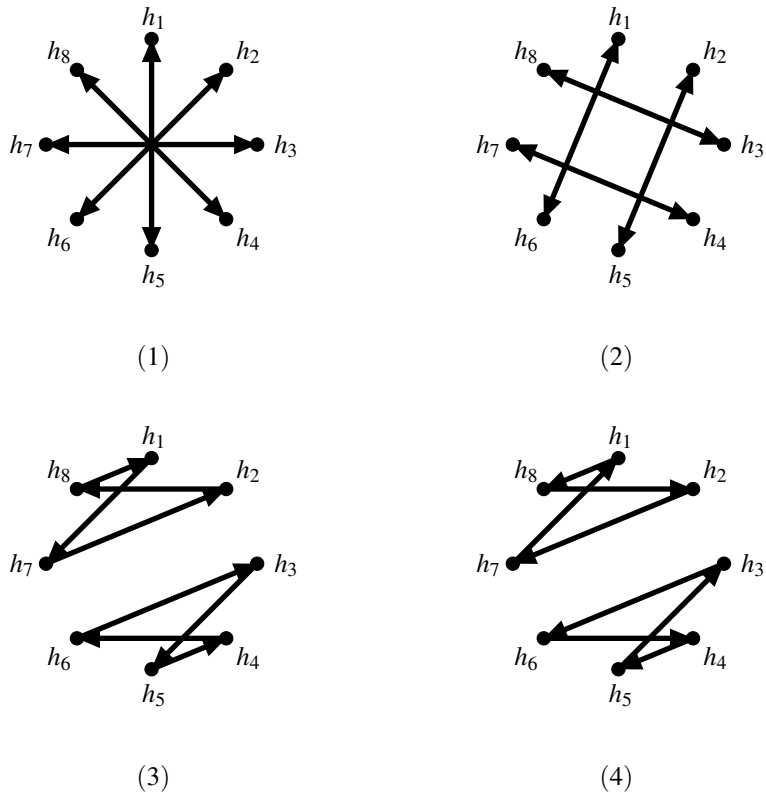 h₁ h₁
h₈ h₂ h₈ h₂
h₇ h₃ h₇ h₃
h₆ h₄ h₆ h₄
h₅ h₅
(1) (2)
h₁ h₁
h₈ h₂ h₈ h₂
h₇ h₃ h₇ h₃
h₆ h₄ h₆ h₄
h₅ h₅
(3) (4)